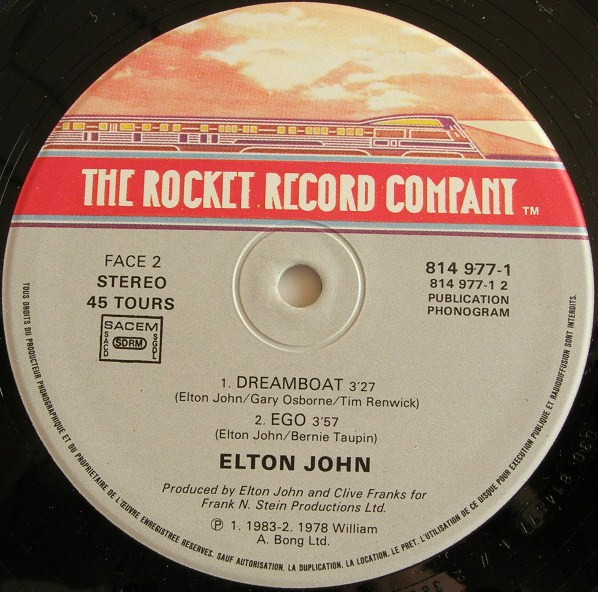 THE ROCKET RECORD COMPANY TM
FACE 2
STEREO
45 TOURS
SACEM
SACD SDRM SGDL
814 977-1
814 977-1 2
PUBLICATION
PHONOGRAM
1. DREAMBOAT 3'27
(Elton John/Gary Osborne/Tim Renwick)
2. EGO 3'57
(Elton John/Bernie Taupin)
ELTON JOHN
Produced by Elton John and Clive Franks for
Frank N. Stein Productions Ltd.
Ⓟ 1. 1983-2. 1978 William
A. Bong Ltd.
TOUS DROITS DU PRODUCTEUR PHONOGRAPHIQUE ET DU PROPRIETAIRE DE L'ŒUVRE ENREGISTREE RESERVES. SAUF AUTORISATION, LA DUPLICATION, LA LOCATION, LE PRET, L'UTILISATION DE CE DISQUE POUR EXECUTION PUBLIQUE ET RADIODIFFUSION SONT INTERDITS.